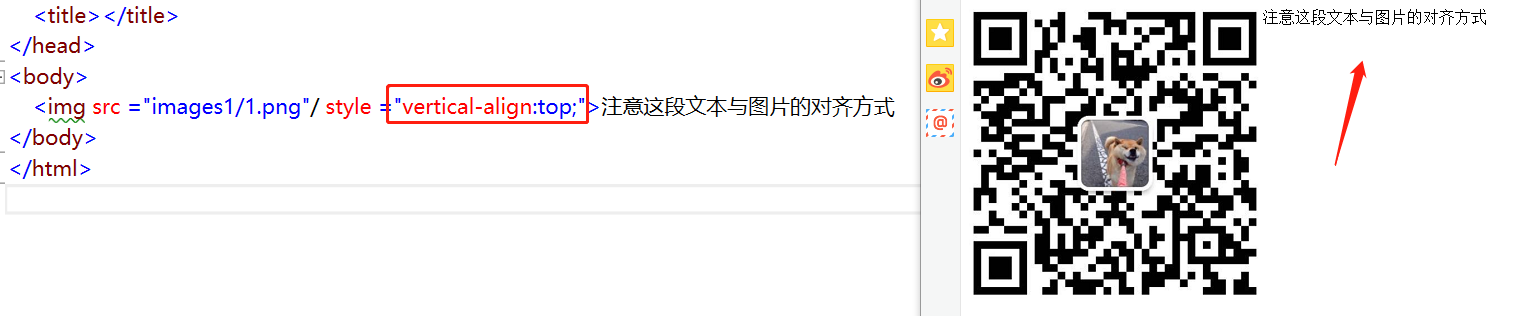 <title></title>
</head>
<body>
<img src ="images1/1.png"/ style ="vertical-align:top;">注意这段文本与图片的对齐方式
</body>
</html>
注意这段文本与图片的对齐方式
@